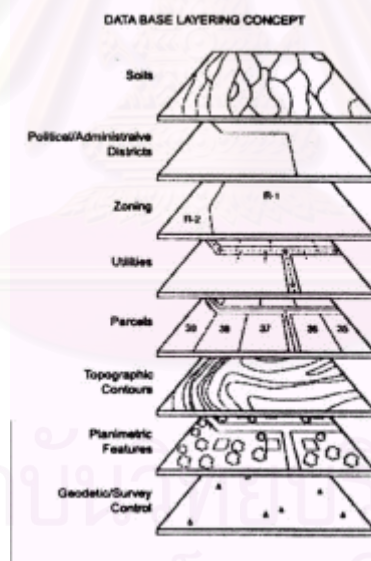 DATA BASE LAYERING CONCEPT
Soils
Political/Administraive
Districts
Zoning
R-1
R-2
Utilities
Parcels
39 38 37 36 35
Topographic
Contours
Planimetric
Features
Geodetic/Survey
Control